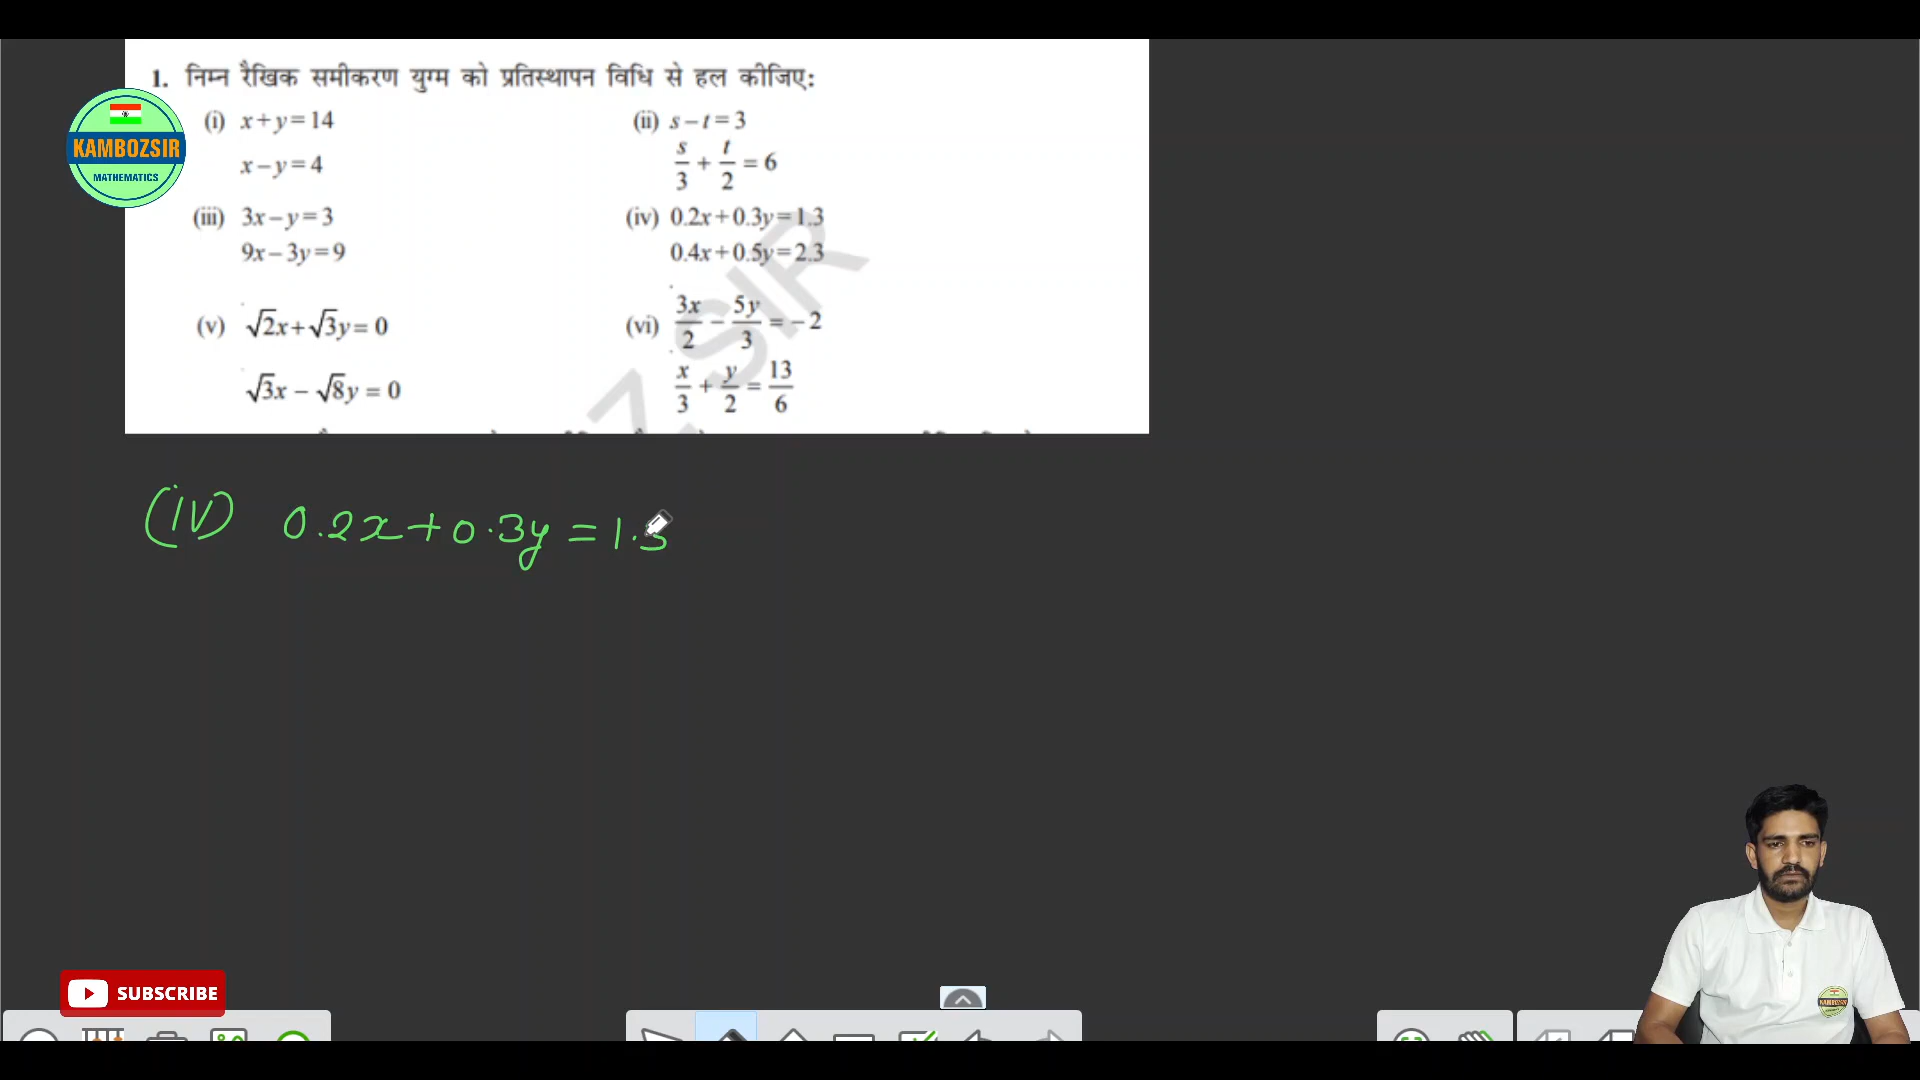 1. निम्न रैखिक समीकरण युग्म को प्रतिस्थापन विधि से हल कीजिए:
(i) x+y=14
x–y=4
(ii) s–t=3
s/3 + t/2 = 6
(iii) 3x–y=3
9x–3y=9
(iv) 0.2x+0.3y=1.3
0.4x+0.5y=2.3
(v) √2x+√3y=0
√3x – √8y = 0
(vi) 3x/2 – 5y/3 = –2
x/3 + y/2 = 13/6
KAMBOZSIR
MATHEMATICS
Z SIR
(iv) 0.2x+0.3y = 1.3
SUBSCRIBE